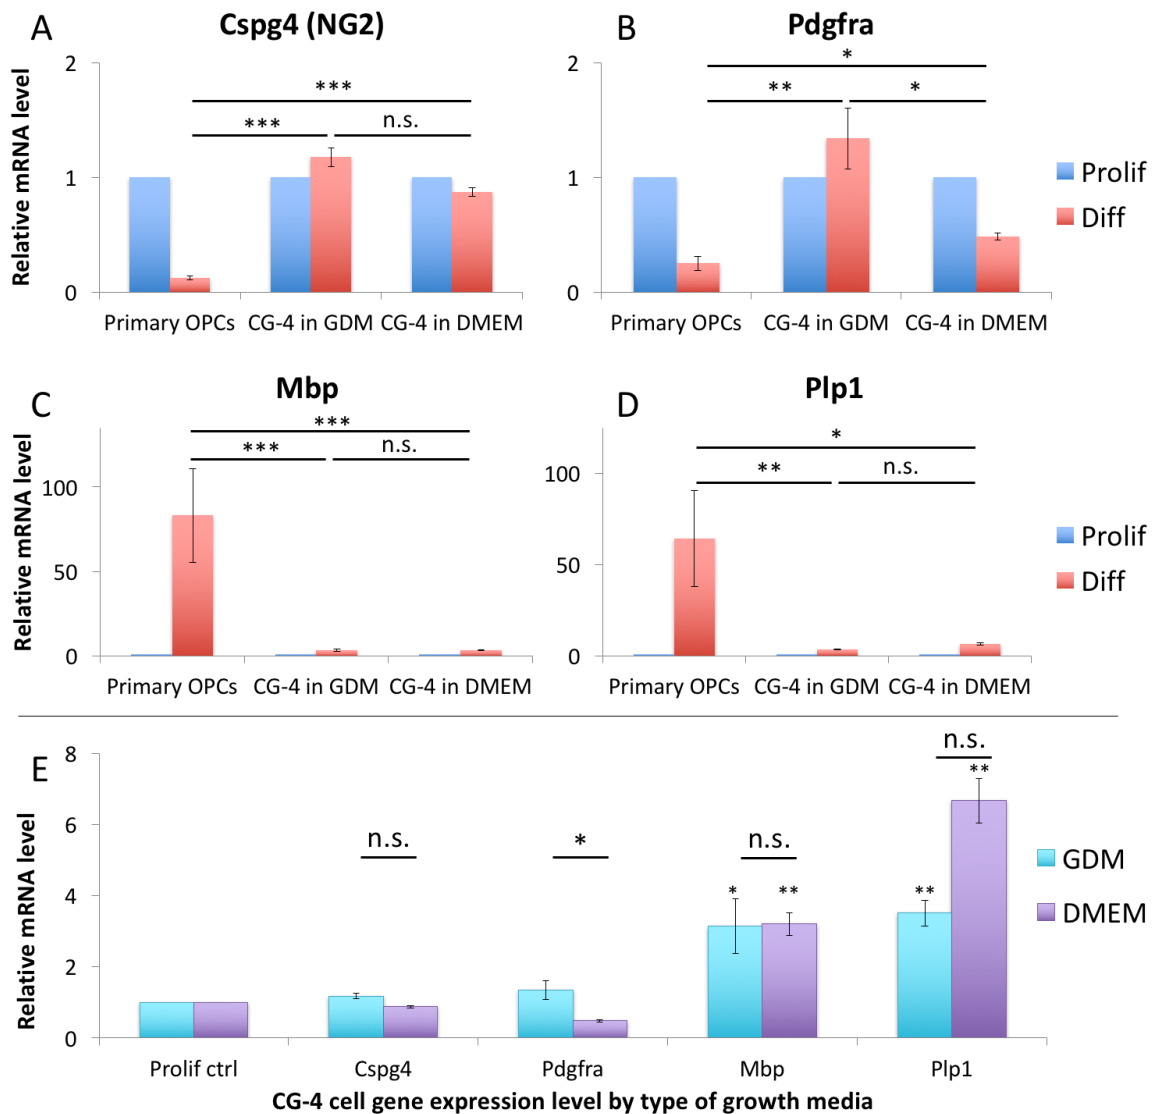 A
Cspg4 (NG2)
Relative mRNA level
2
1
0
***
***
n.s.
Primary OPCs
CG-4 in GDM
CG-4 in DMEM
B
Pdgfra
2
1
0
*
**
*
Primary OPCs
CG-4 in GDM
CG-4 in DMEM
Prolif
Diff
C
Mbp
Relative mRNA level
100
50
0
***
***
n.s.
Primary OPCs
CG-4 in GDM
CG-4 in DMEM
D
Plp1
100
50
0
*
**
n.s.
Primary OPCs
CG-4 in GDM
CG-4 in DMEM
Prolif
Diff
E
Relative mRNA level
8
6
4
2
0
n.s.
*
n.s.
*
**
n.s.
**
**
GDM
DMEM
Prolif ctrl
Cspg4
Pdgfra
Mbp
Plp1
CG-4 cell gene expression level by type of growth media